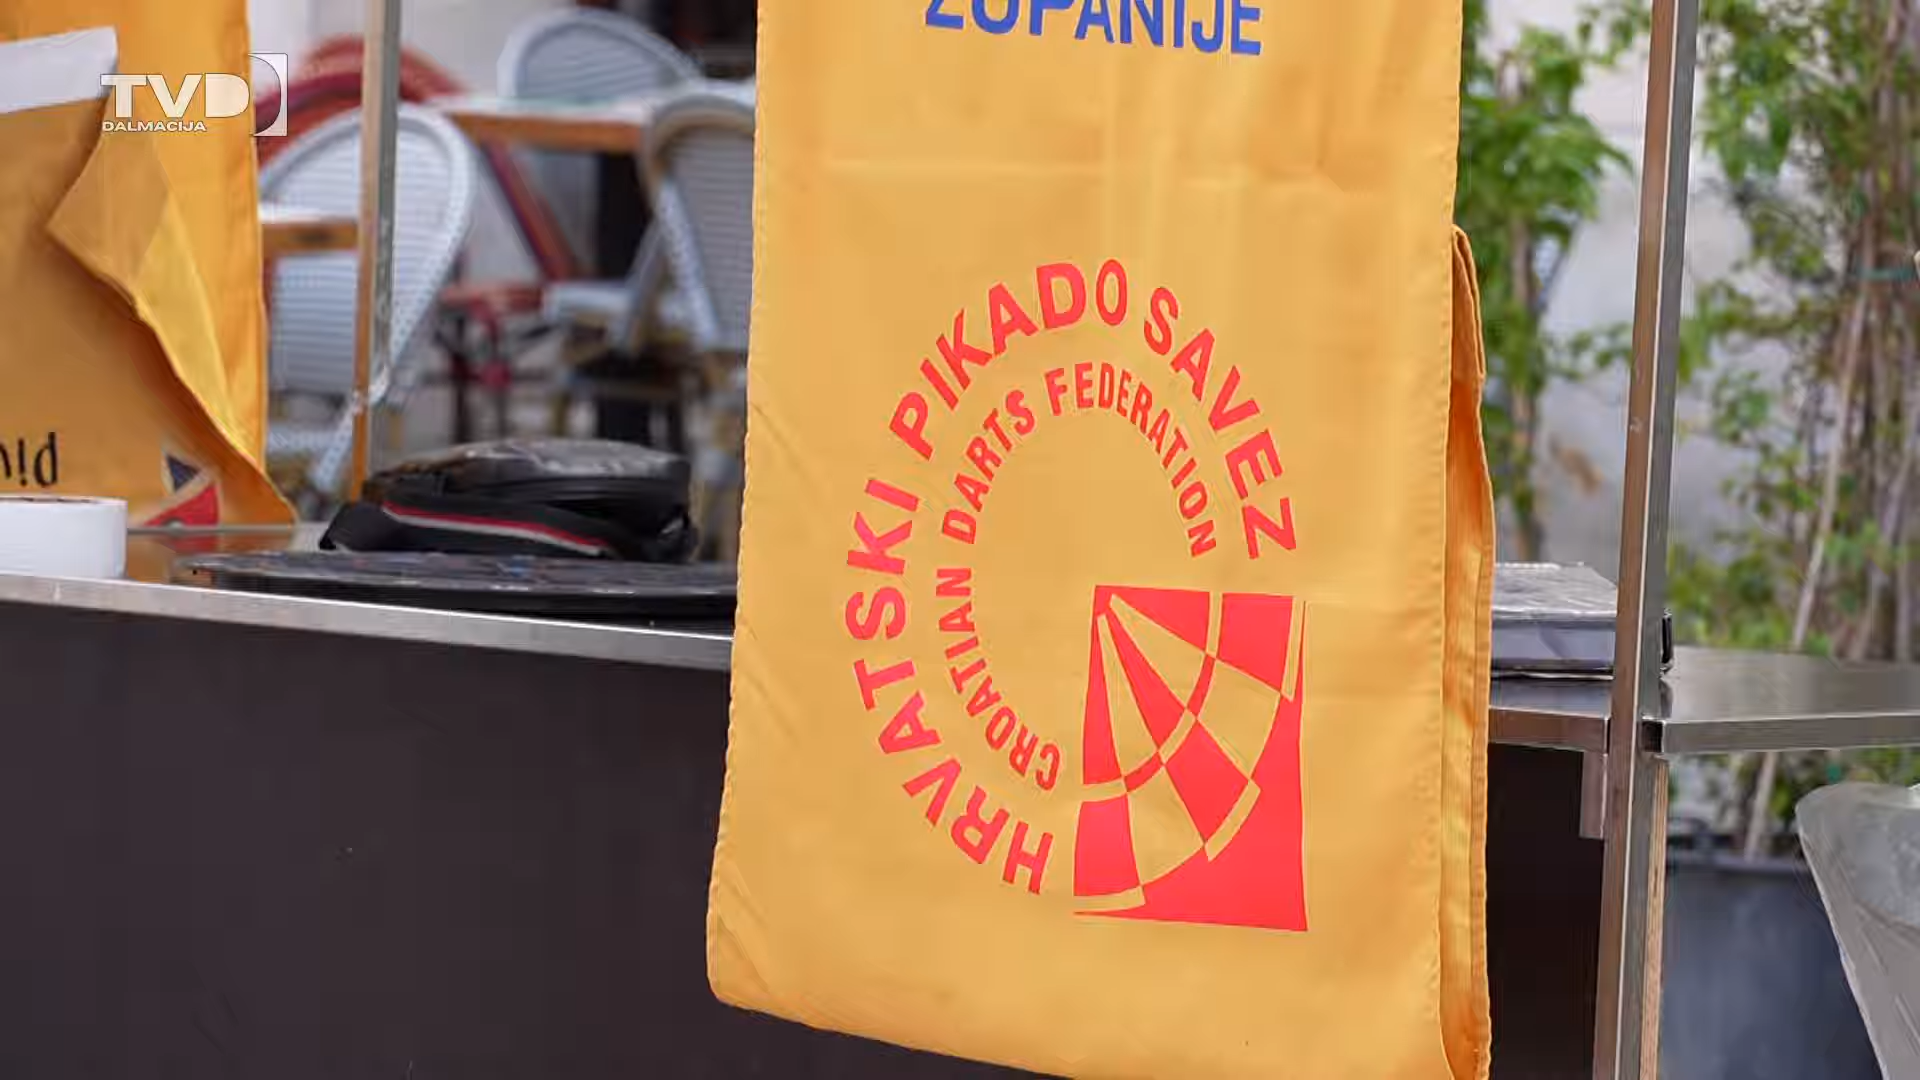 TVD
DALMACIJA
ŽUPANIJE
HRVATSKI PIKADO SAVEZ
CROATIAN DARTS FEDERATION